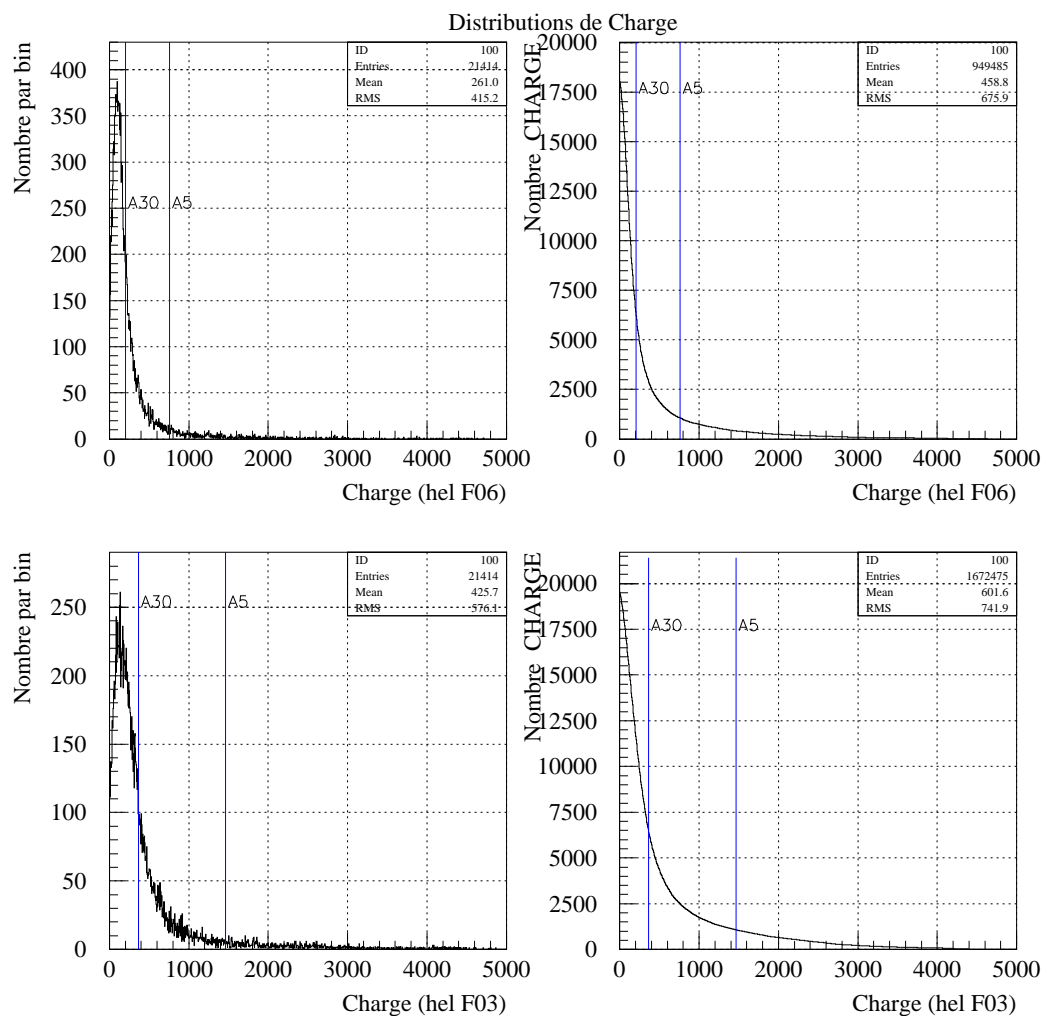 Distributions de Charge
Nombre par bin
ID 100
Entries 21414
Mean 261.0
RMS 415.2
A30 A5
400
350
300
250
200
150
100
50
0
0 1000 2000 3000 4000 5000
Charge (hel F06)
Nombre CHARGE
ID 100
Entries 949485
Mean 458.8
RMS 675.9
A30 A5
20000
17500
15000
12500
10000
7500
5000
2500
0
0 1000 2000 3000 4000 5000
Charge (hel F06)
Nombre par bin
ID 100
Entries 21414
Mean 425.7
RMS 576.1
A30 A5
250
200
150
100
50
0
0 1000 2000 3000 4000 5000
Charge (hel F03)
Nombre CHARGE
ID 100
Entries 1672475
Mean 601.6
RMS 741.9
A30 A5
20000
17500
15000
12500
10000
7500
5000
2500
0
0 1000 2000 3000 4000 5000
Charge (hel F03)